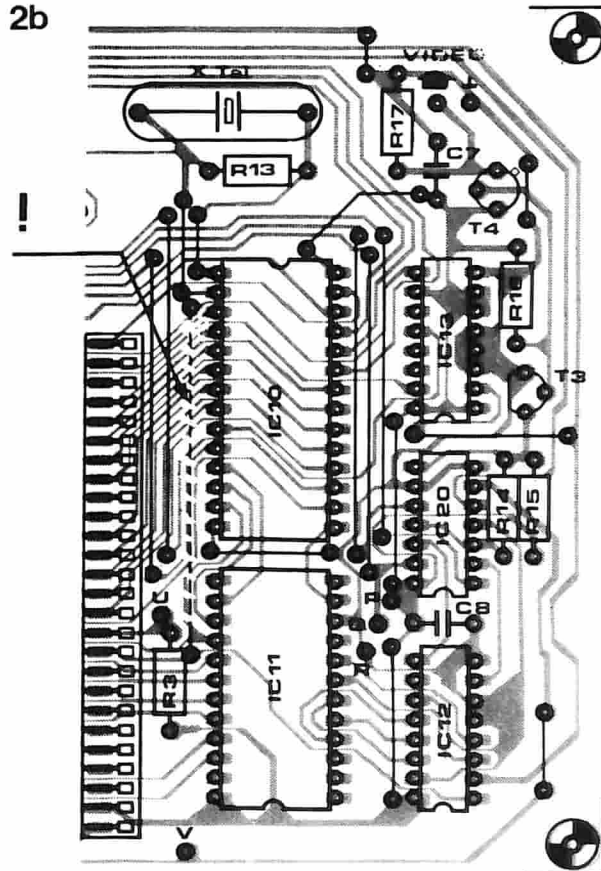 2b
VIDEO
X Tal
R17
C7
R13
!
T4
R16
IC13
T3
IC10
R14
R15
IC20
U
R
C8
R3
IC11
IC12
V